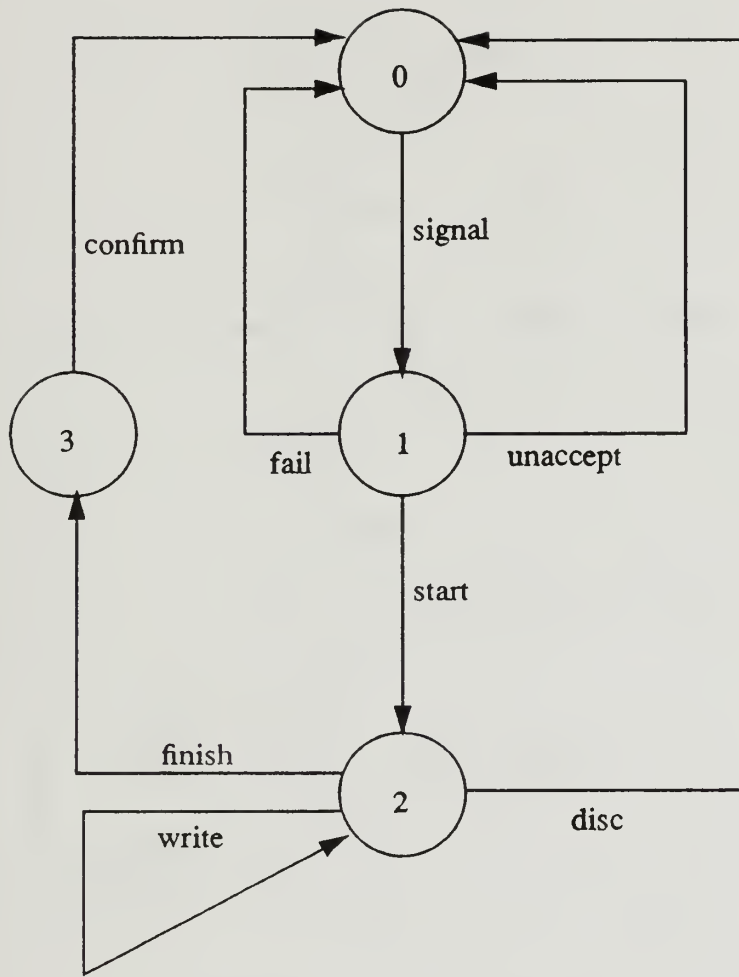 0
signal
confirm
3
1
fail
unaccept
start
finish
2
write
disc